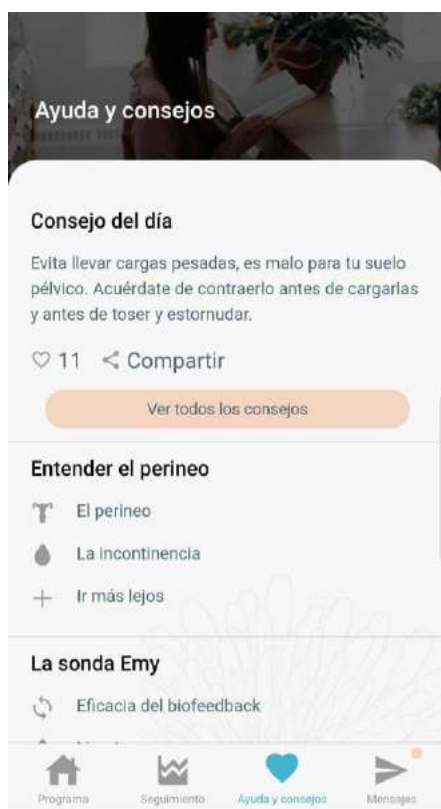 Ayuda y consejos
Consejo del día
Evita llevar cargas pesadas, es malo para tu suelo
pélvico. Acuérdate de contraerlo antes de cargarlas
y antes de toser y estornudar.
11 Compartir
Ver todos los consejos
Entender el perineo
El perineo
La incontinencia
Ir más lejos
La sonda Emy
Eficacia del biofeedback
Programa Seguimiento Ayuda y consejos Mensajes